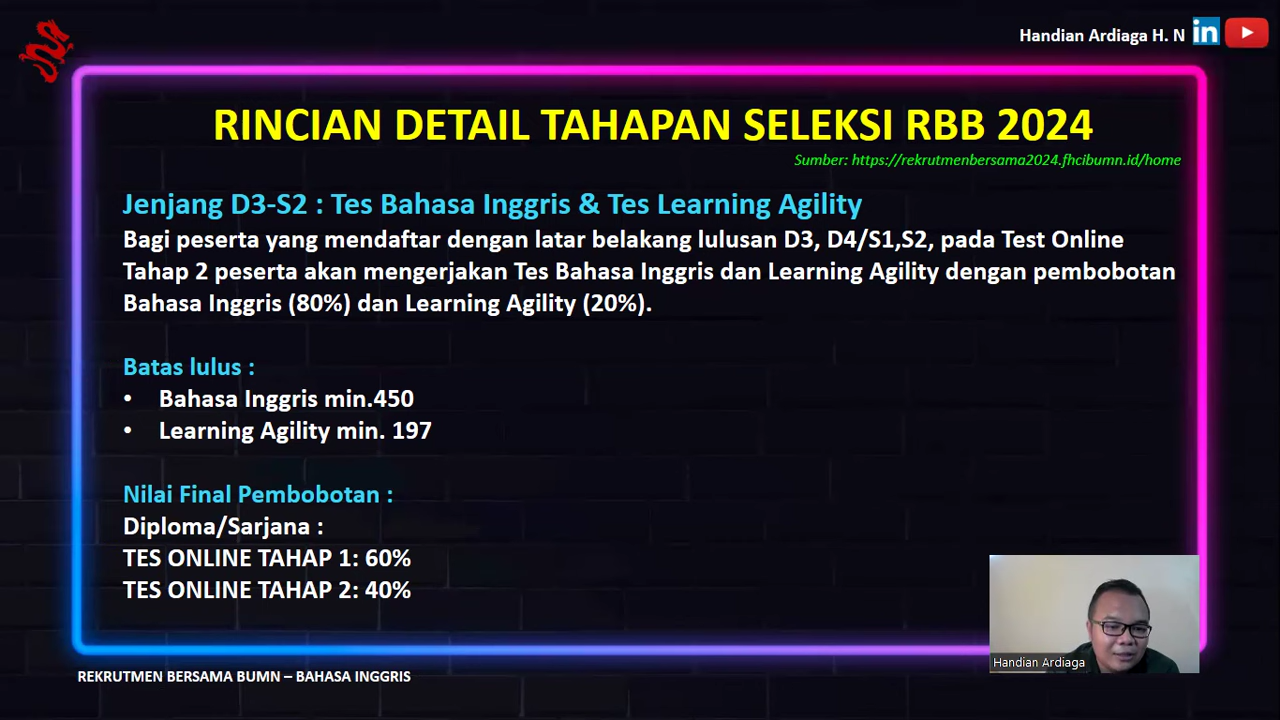 Handian Ardiaga H. N
in
RINCIAN DETAIL TAHAPAN SELEKSI RBB 2024
Sumber: https://rekrutmenbersama2024.fhcibumn.id/home
Jenjang D3-S2 : Tes Bahasa Inggris & Tes Learning Agility
Bagi peserta yang mendaftar dengan latar belakang lulusan D3, D4/S1,S2, pada Test Online
Tahap 2 peserta akan mengerjakan Tes Bahasa Inggris dan Learning Agility dengan pembobotan
Bahasa Inggris (80%) dan Learning Agility (20%).
Batas lulus :
• Bahasa Inggris min.450
• Learning Agility min. 197
Nilai Final Pembobotan :
Diploma/Sarjana :
TES ONLINE TAHAP 1: 60%
TES ONLINE TAHAP 2: 40%
Handian Ardiaga
REKRUTMEN BERSAMA BUMN – BAHASA INGGRIS